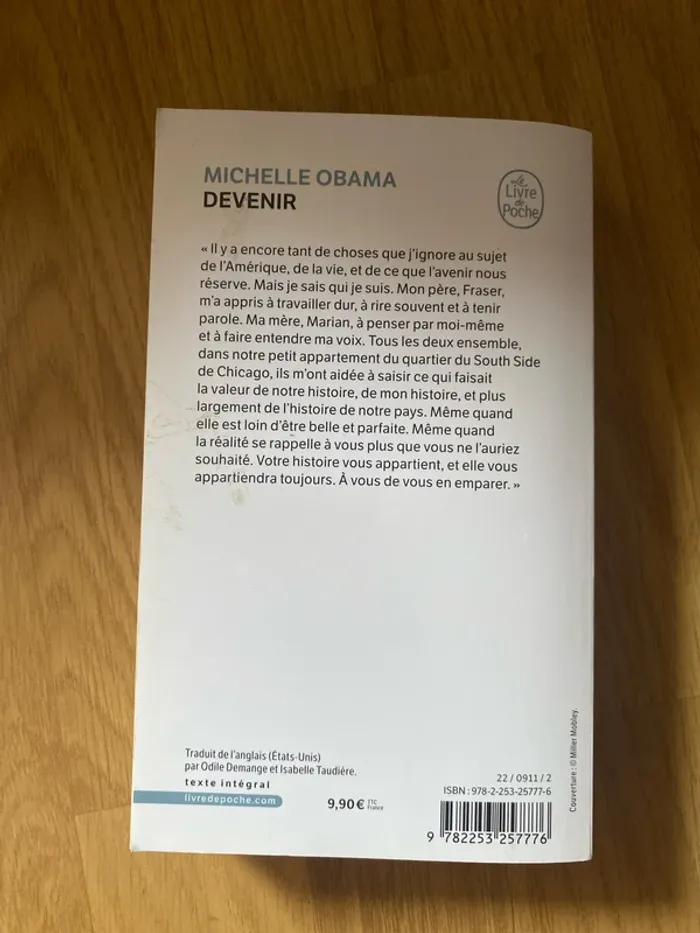 MICHELLE OBAMA
DEVENIR
Le
Livre
de
Poche
« Il y a encore tant de choses que j'ignore au sujet
de l'Amérique, de la vie, et de ce que l'avenir nous
réserve. Mais je sais qui je suis. Mon père, Fraser,
m'a appris à travailler dur, à rire souvent et à tenir
parole. Ma mère, Marian, à penser par moi-même
et à faire entendre ma voix. Tous les deux ensemble,
dans notre petit appartement du quartier du South Side
de Chicago, ils m'ont aidée à saisir ce qui faisait
la valeur de notre histoire, de mon histoire, et plus
largement de l'histoire de notre pays. Même quand
elle est loin d'être belle et parfaite. Même quand
la réalité se rappelle à vous plus que vous ne l'auriez
souhaité. Votre histoire vous appartient, et elle vous
appartiendra toujours. À vous de vous en emparer. »
Traduit de l'anglais (États-Unis)
par Odile Demange et Isabelle Taudière.
texte intégral
livredepoche.com
9,90 € TTC
France
22 / 0911 / 2
ISBN : 978-2-253-25777-6
9 782253 257776
Couverture : © Miller Mobley.